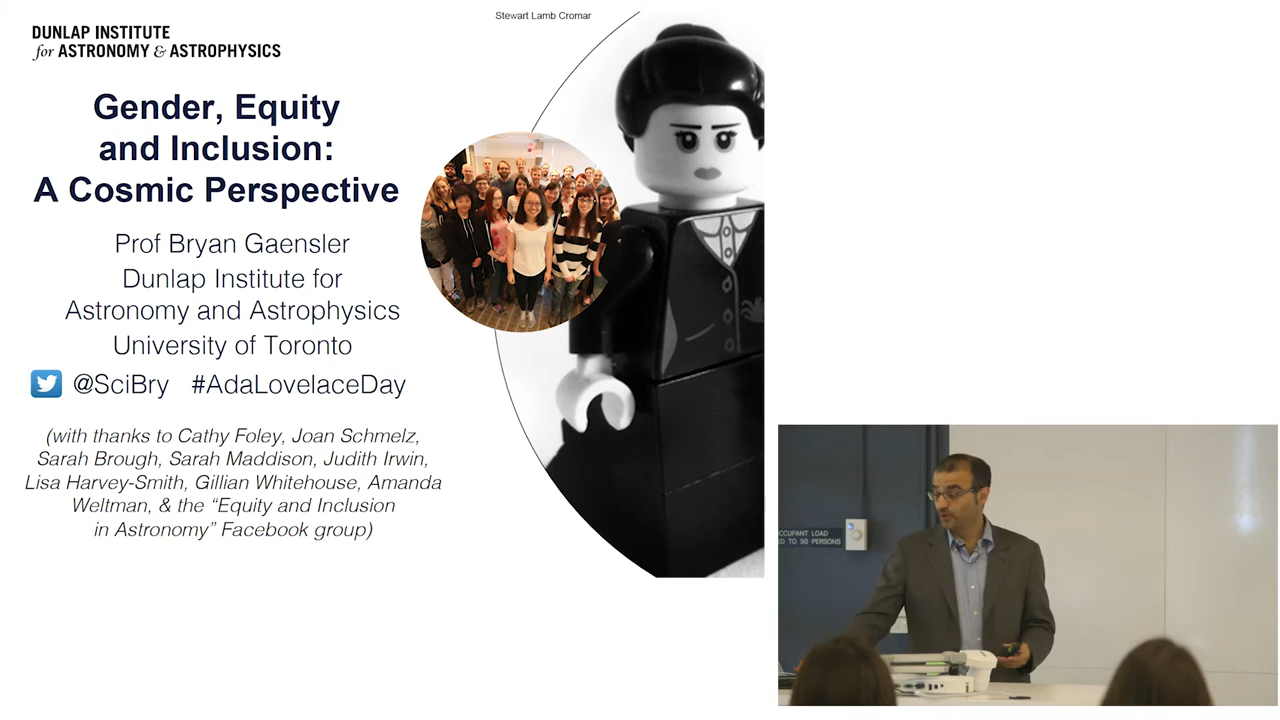 Stewart Lamb Cromar
DUNLAP INSTITUTE
for ASTRONOMY & ASTROPHYSICS
Gender, Equity
and Inclusion:
A Cosmic Perspective
Prof Bryan Gaensler
Dunlap Institute for
Astronomy and Astrophysics
University of Toronto
@SciBry #AdaLovelaceDay
(with thanks to Cathy Foley, Joan Schmelz,
Sarah Brough, Sarah Maddison, Judith Irwin,
Lisa Harvey-Smith, Gillian Whitehouse, Amanda
Weltman, & the “Equity and Inclusion
in Astronomy” Facebook group)
CCUPANT LOAD
ED TO 50 PERSONS